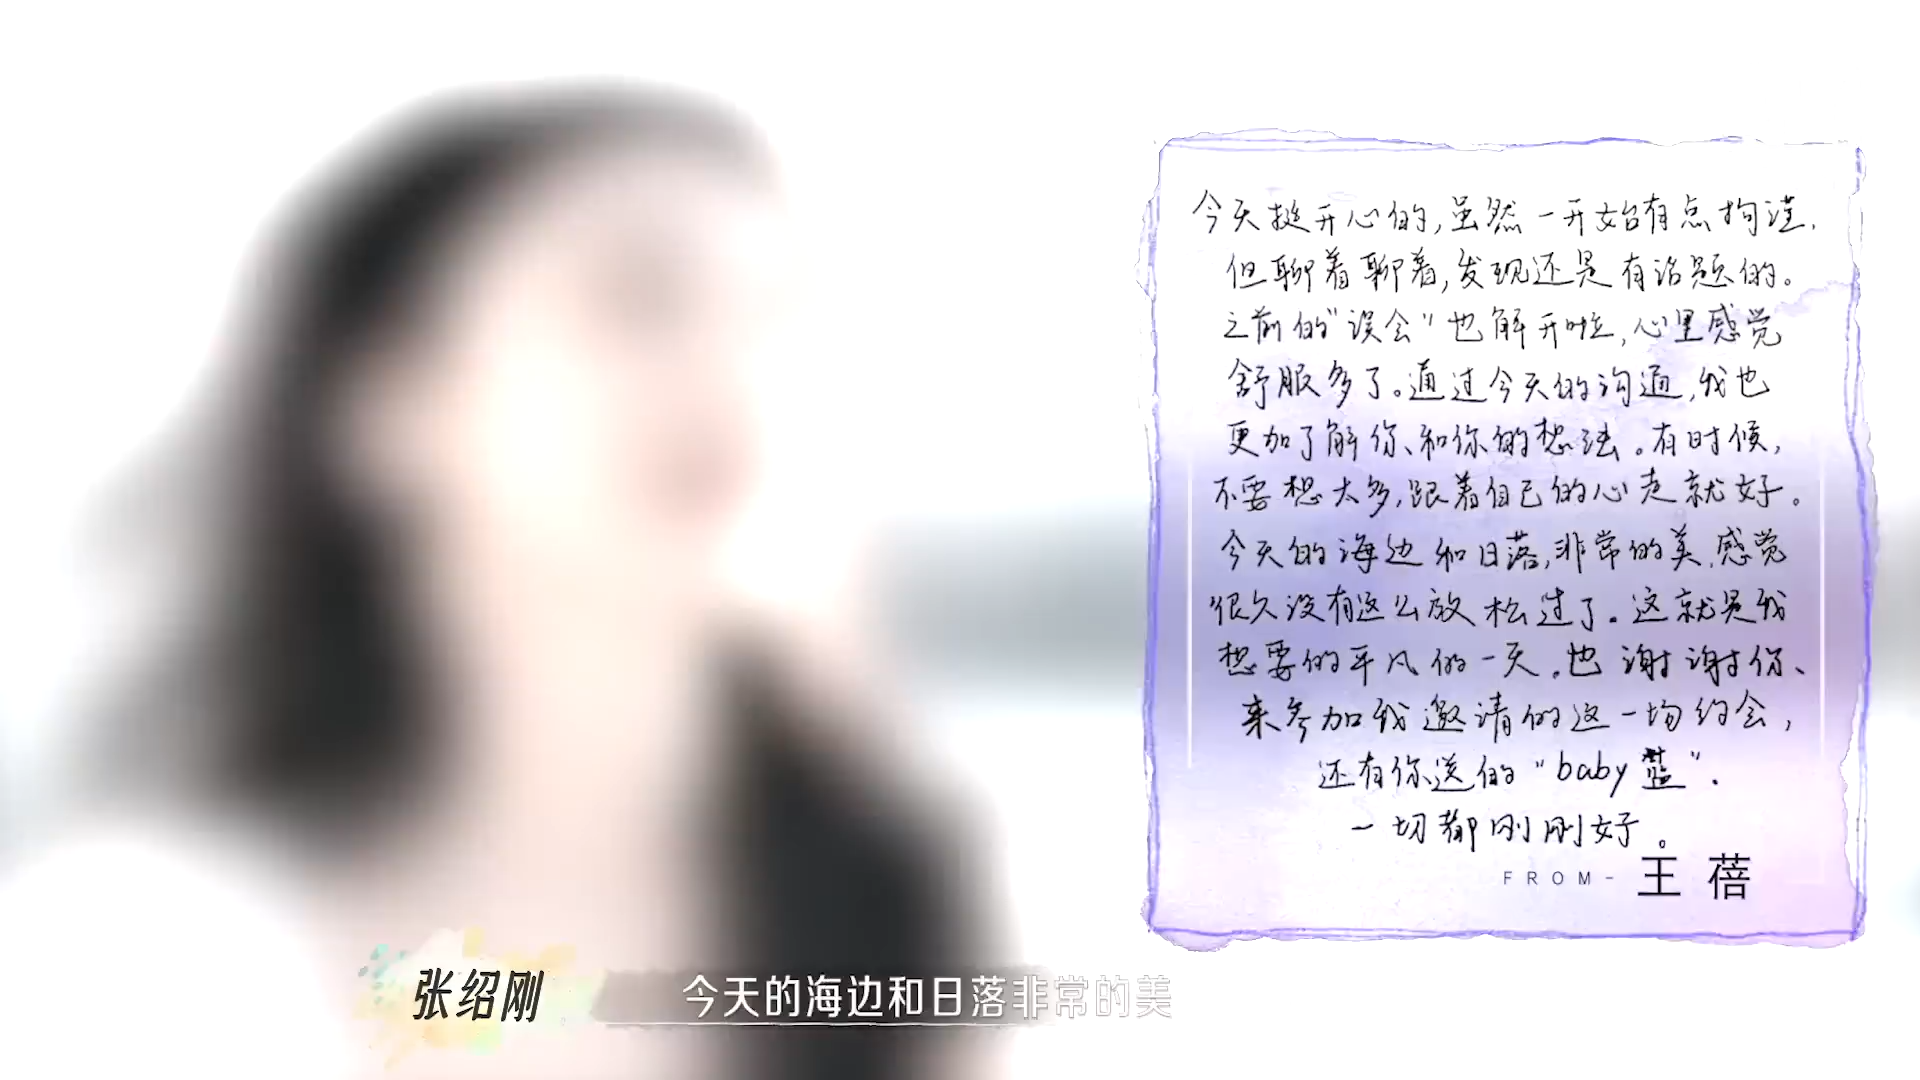 今天挺开心的,虽然一开始有点拘谨.
但聊着聊着,发现还是有话题的。
之前的"误会"也解开啦,心里感觉
舒服多了。通过今天的沟通,我也
更加了解你、和你的想法。有时候,
不要想太多,跟着自己的心走就好。
今天的海边和日落,非常的美,感觉
很久没有这么放松过了。这就是我
想要的平凡的一天。也谢谢你、
来参加我邀请的这一场约会,
还有你送的"baby蓝".
一切都刚刚好。
FROM-王蓓
张绍刚 今天的海边和日落非常的美